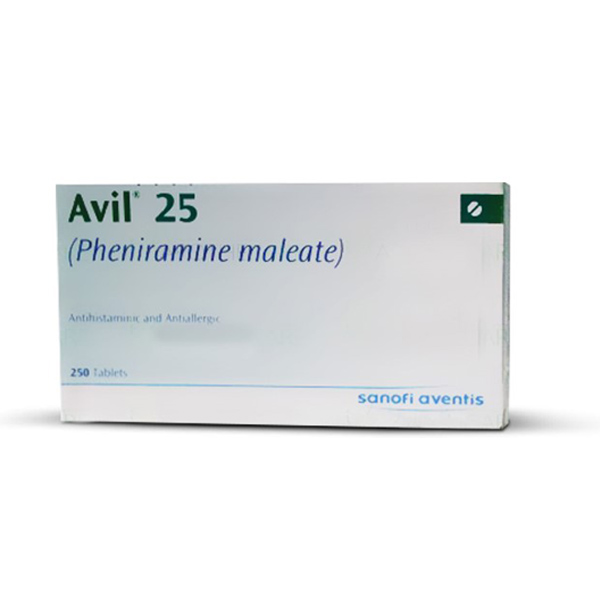 Avil® 25
(Pheniramine maleate)
Antihistaminic and Antiallergic
250 Tablets
sanofi aventis